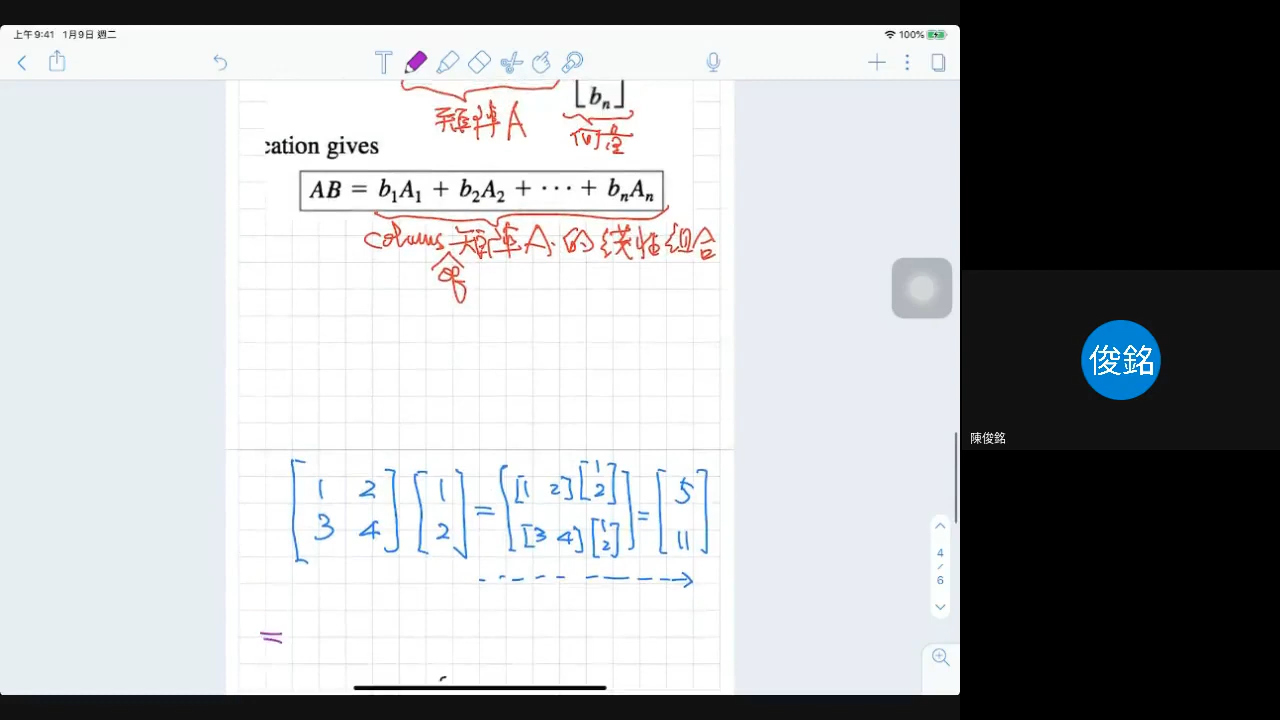 上午9:41 1月9日 週二
100%
[bₙ]
矩陣A
向量
cation gives
AB = b₁A₁ + b₂A₂ + ··· + bₙAₙ
column 矩陣A 的線性組合
of
[1 2; 3 4] [1; 2] = [[1 2][1; 2]; [3 4][1; 2]] = [5; 11]
=
4
/
6
俊銘
陳俊銘